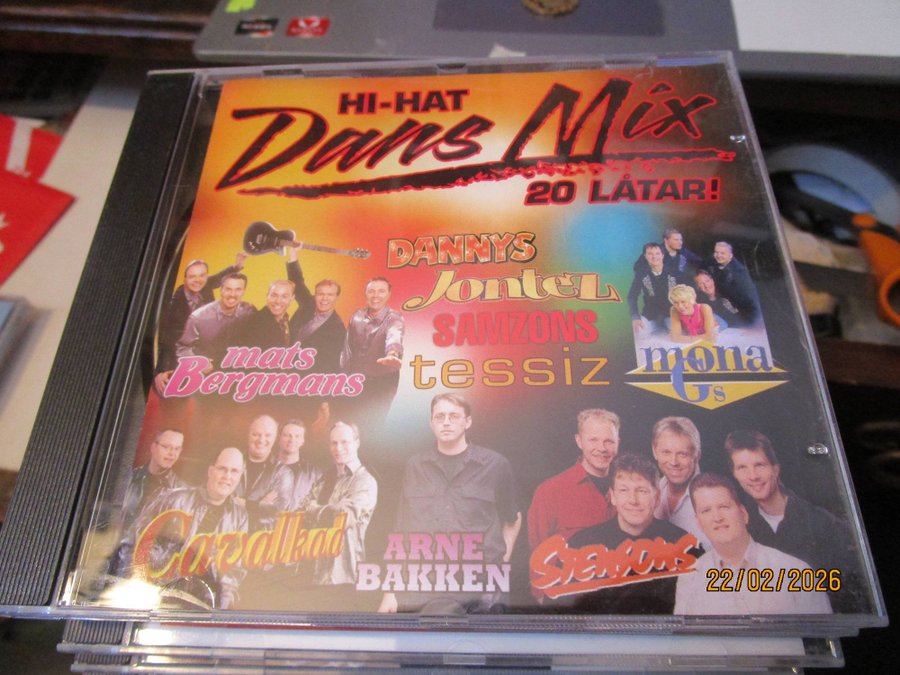 HI-HAT
Dans Mix
20 LÅTAR!
DANNYS
Jontez
SAMZONS
tessiz
mats
Bergmans
mona
Gs
Cavalkad
ARNE
BAKKEN
STENSONS
22/02/2026